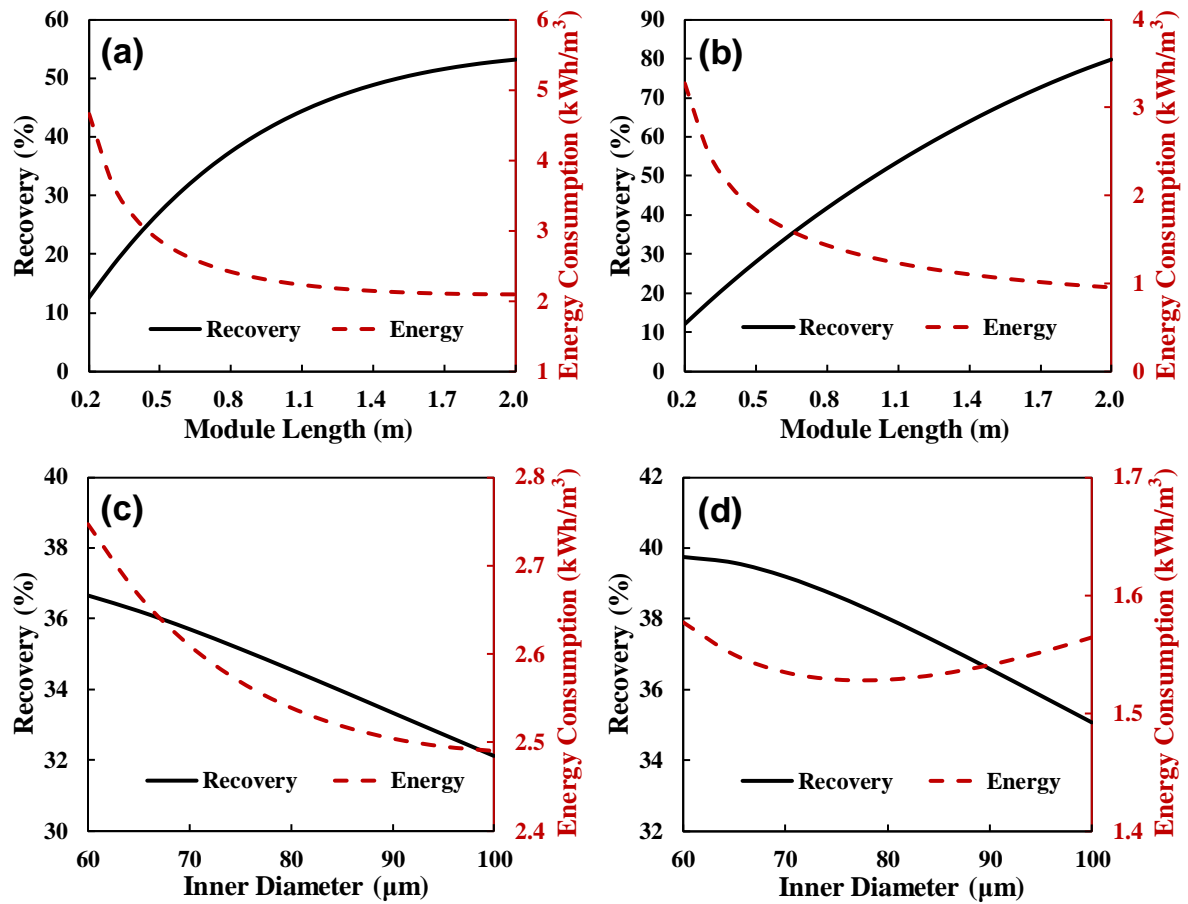 (a)
60
50
40
30
20
10
0
Recovery (%)
6
5
4
3
2
1
Energy Consumption (kWh/m³)
Recovery Energy
0.2 0.5 0.8 1.1 1.4 1.7 2.0
Module Length (m)
(b)
90
80
70
60
50
40
30
20
10
0
Recovery (%)
4
3
2
1
0
Energy Consumption (kWh/m³)
Recovery Energy
0.2 0.5 0.8 1.1 1.4 1.7 2.0
Module Length (m)
(c)
40
38
36
34
32
30
Recovery (%)
2.8
2.7
2.6
2.5
2.4
Energy Consumption (kWh/m³)
Recovery Energy
60 70 80 90 100
Inner Diameter (μm)
(d)
42
40
38
36
34
32
Recovery (%)
1.7
1.6
1.5
1.4
Energy Consumption (kWh/m³)
Recovery Energy
60 70 80 90 100
Inner Diameter (μm)